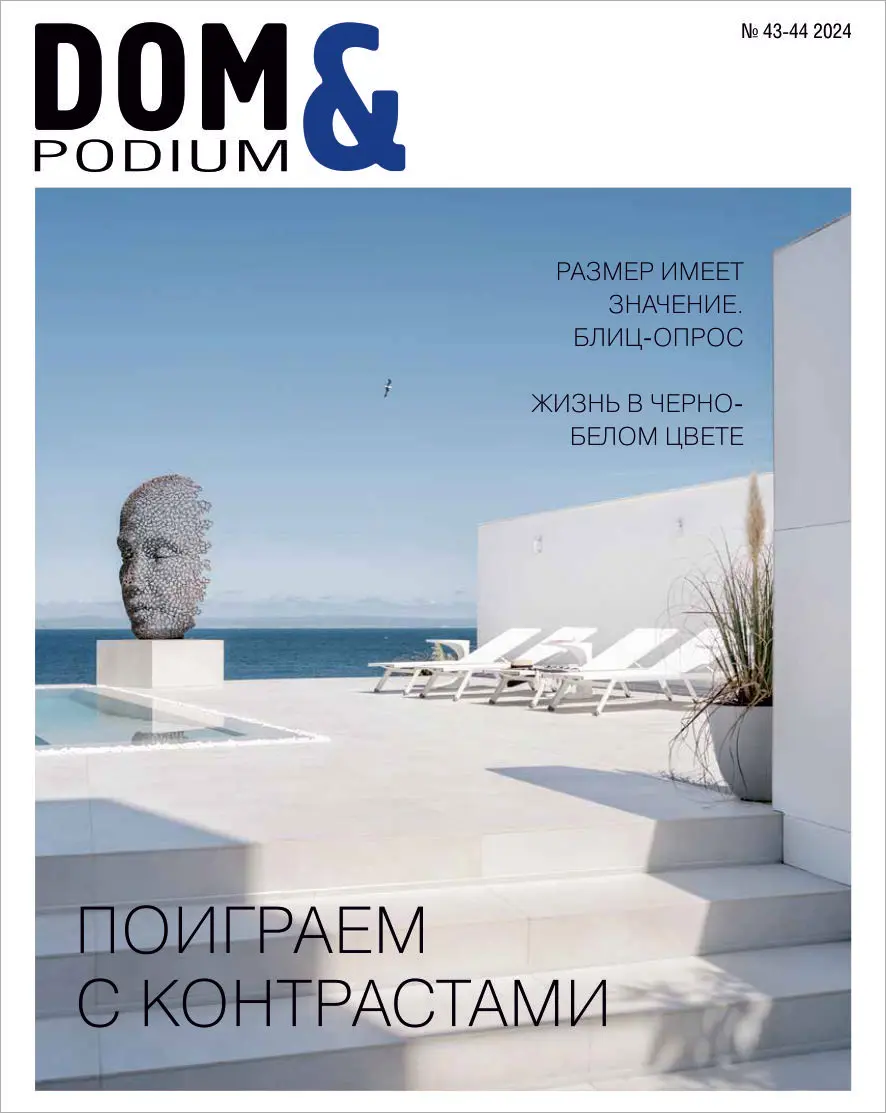 DOM &
PODIUM
№ 43-44 2024
РАЗМЕР ИМЕЕТ
ЗНАЧЕНИЕ.
БЛИЦ-ОПРОС
ЖИЗНЬ В ЧЕРНО-
БЕЛОМ ЦВЕТЕ
ПОИГРАЕМ
С КОНТРАСТАМИ